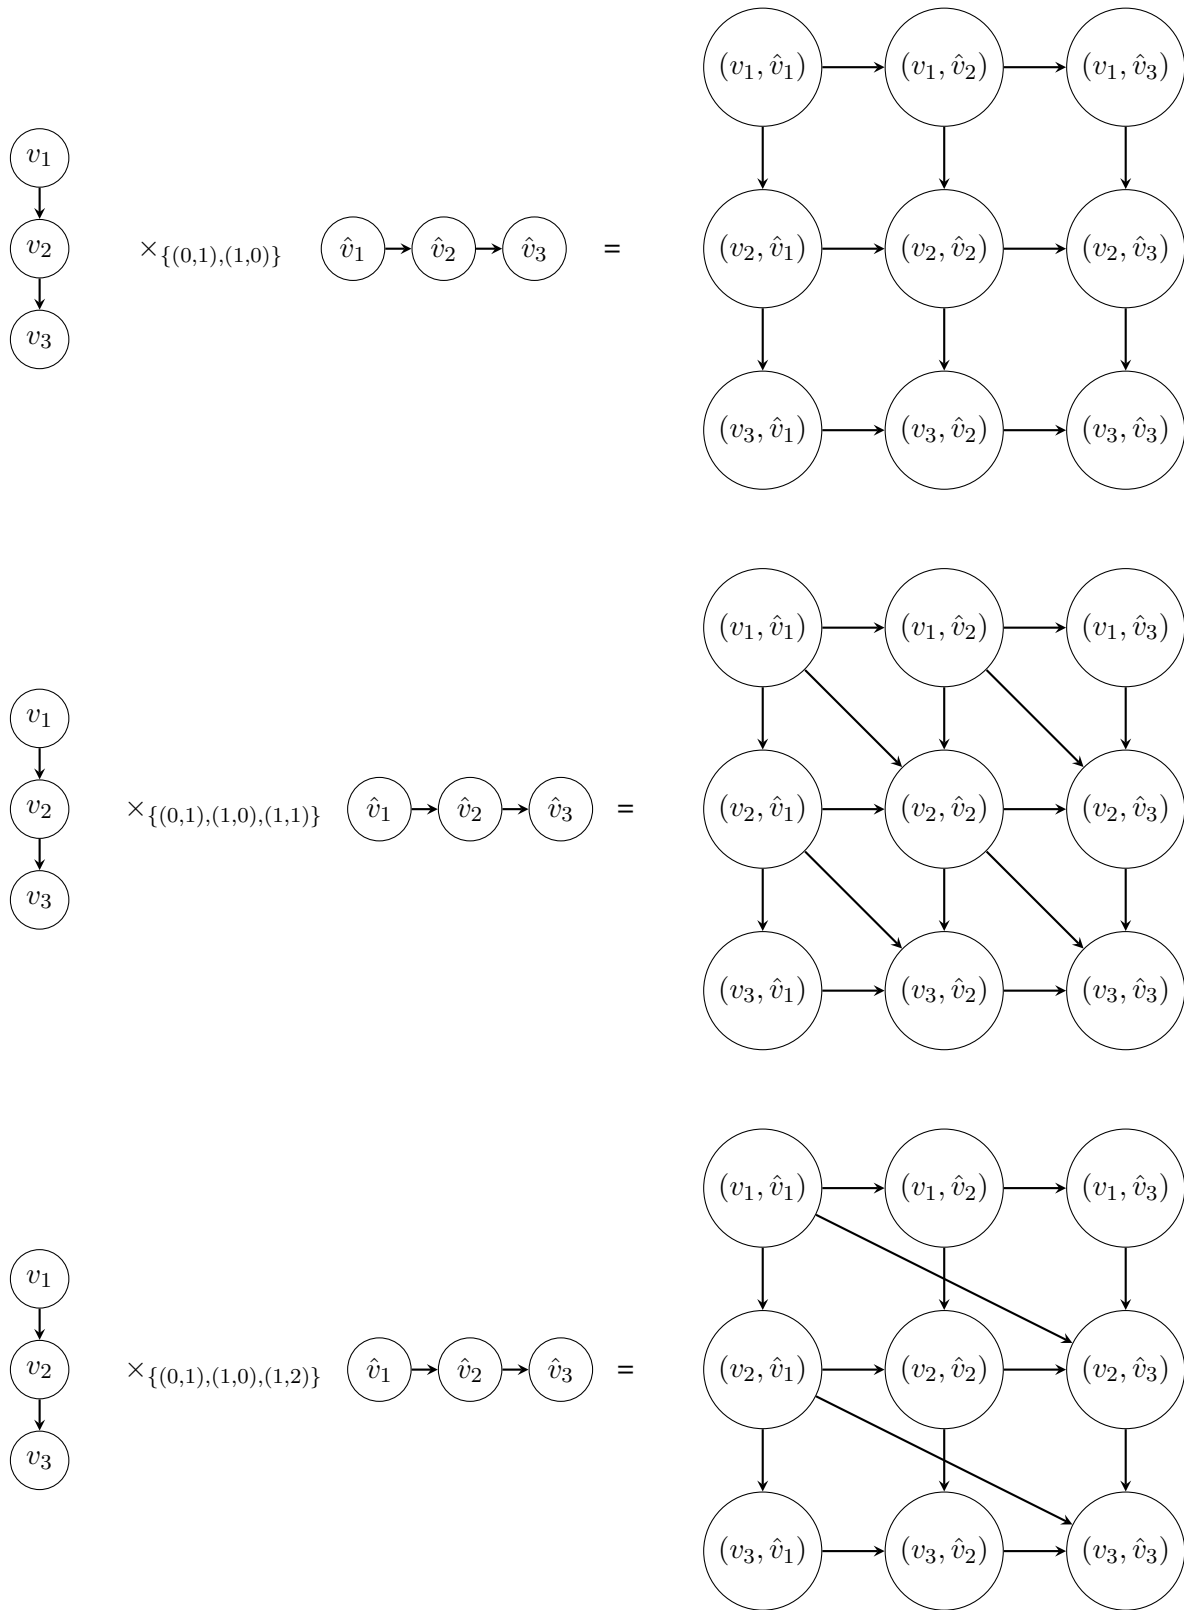 (v₁, v̂₁) (v₁, v̂₂) (v₁, v̂₃)
v₁
v₂ ×_{(0,1),(1,0)} v̂₁ v̂₂ v̂₃ = (v₂, v̂₁) (v₂, v̂₂) (v₂, v̂₃)
v₃
(v₃, v̂₁) (v₃, v̂₂) (v₃, v̂₃)
(v₁, v̂₁) (v₁, v̂₂) (v₁, v̂₃)
v₁
v₂ ×_{(0,1),(1,0),(1,1)} v̂₁ v̂₂ v̂₃ = (v₂, v̂₁) (v₂, v̂₂) (v₂, v̂₃)
v₃
(v₃, v̂₁) (v₃, v̂₂) (v₃, v̂₃)
(v₁, v̂₁) (v₁, v̂₂) (v₁, v̂₃)
v₁
v₂ ×_{(0,1),(1,0),(1,2)} v̂₁ v̂₂ v̂₃ = (v₂, v̂₁) (v₂, v̂₂) (v₂, v̂₃)
v₃
(v₃, v̂₁) (v₃, v̂₂) (v₃, v̂₃)